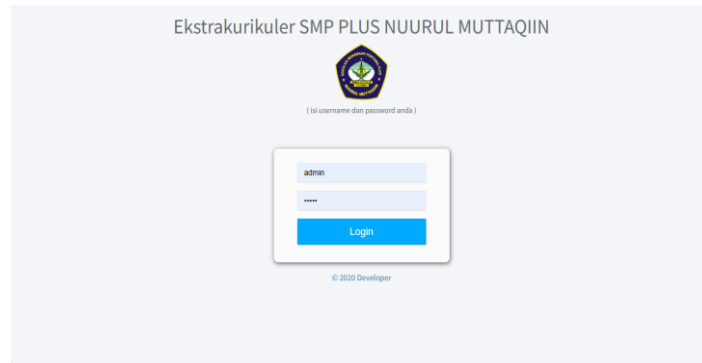 Ekstrakurikuler SMP PLUS NUURUL MUTTAQIIN
( isi username dan password anda )
admin
•••••
Login
© 2020 Developer